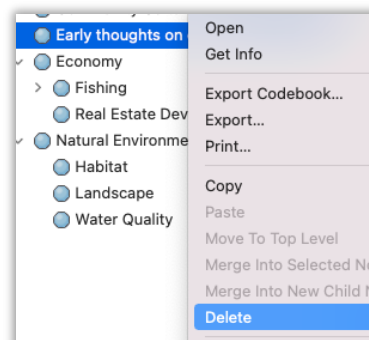 Early thoughts on
Economy
Fishing
Real Estate Dev
Natural Environme
Habitat
Landscape
Water Quality
Open
Get Info
Export Codebook...
Export...
Print...
Copy
Paste
Move To Top Level
Merge Into Selected N
Merge Into New Child N
Delete